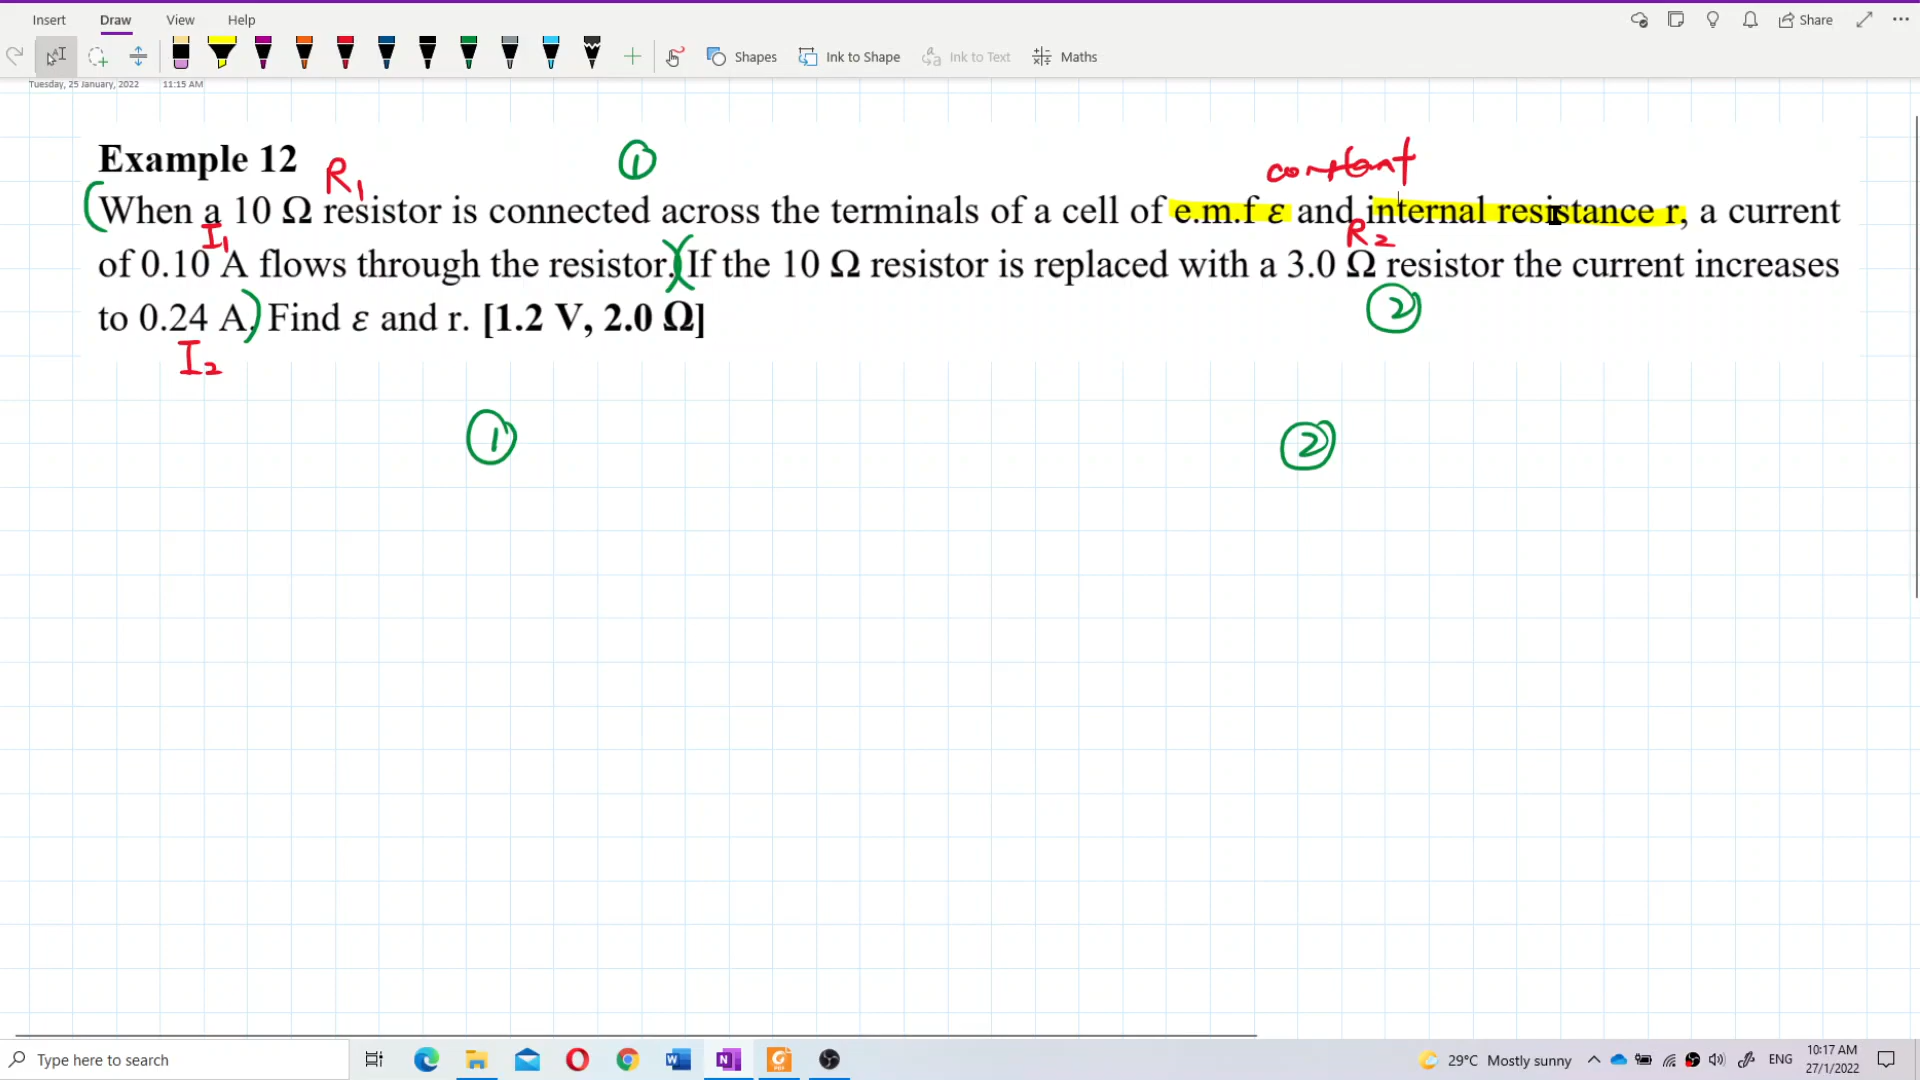 Insert Draw View Help
Share
Shapes Ink to Shape Ink to Text Maths
Tuesday, 25 January, 2022 11:15 AM
Example 12
R1
①
constant
When a 10 Ω resistor is connected across the terminals of a cell of e.m.f ε and internal resistance r, a current
I1
R2
of 0.10 A flows through the resistor. If the 10 Ω resistor is replaced with a 3.0 Ω resistor the current increases
to 0.24 A. Find ε and r. [1.2 V, 2.0 Ω]
②
I2
① ②
Type here to search
29°C Mostly sunny
ENG
10:17 AM
27/1/2022